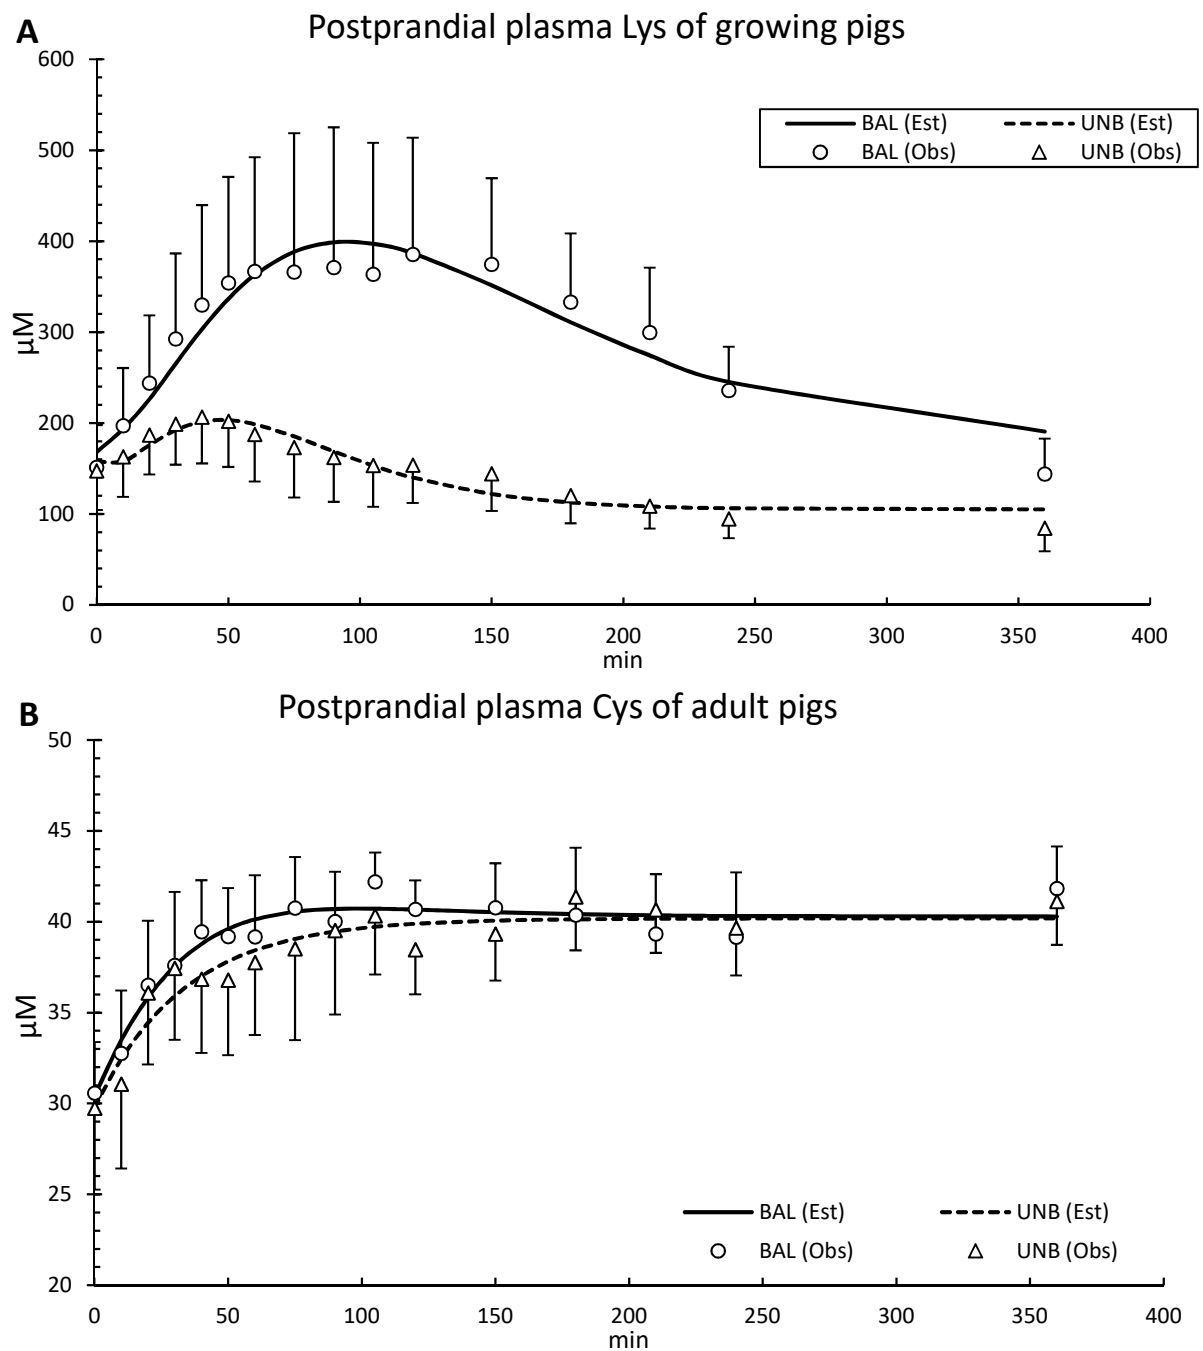 A
Postprandial plasma Lys of growing pigs
600
500
400
300
200
100
0
µM
BAL (Est) UNB (Est)
BAL (Obs) UNB (Obs)
0 50 100 150 200 250 300 350 400
min
B
Postprandial plasma Cys of adult pigs
50
45
40
35
30
25
20
µM
BAL (Est) UNB (Est)
BAL (Obs) UNB (Obs)
0 50 100 150 200 250 300 350 400
min